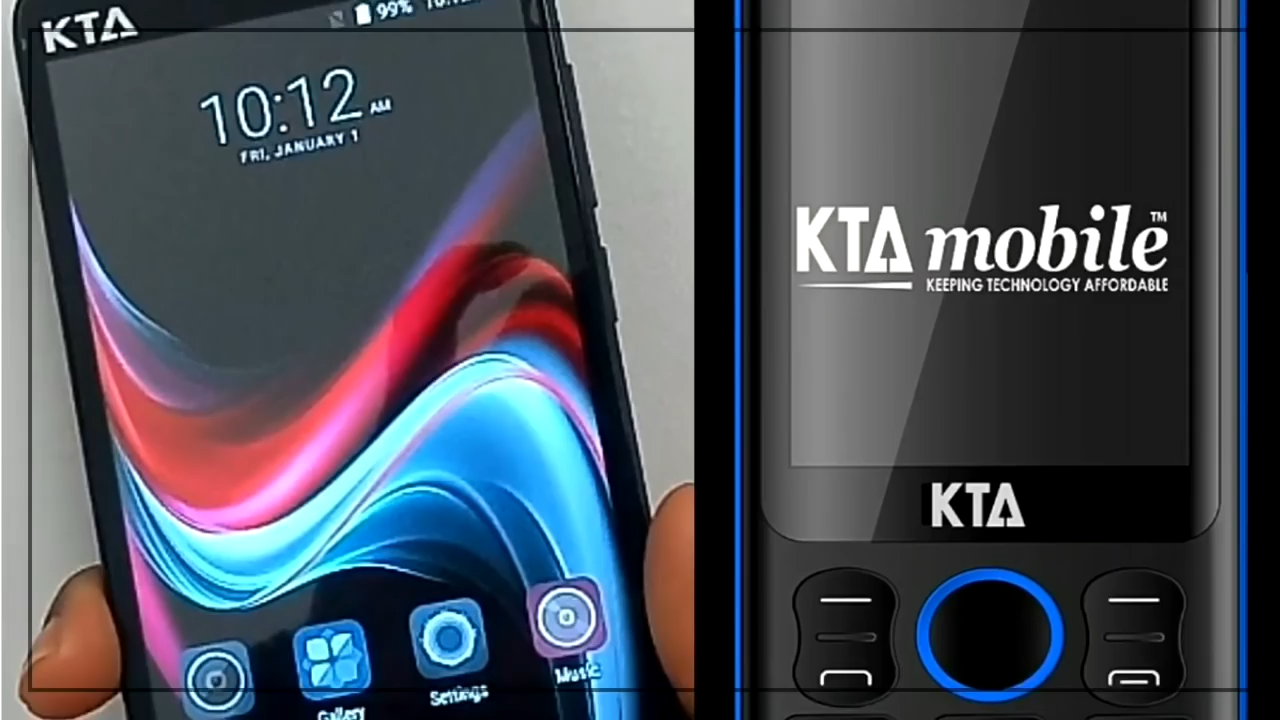 KTA
99%
10:12 AM
FRI, JANUARY 1
Gallery
Settings
Music
KTA mobile™
KEEPING TECHNOLOGY AFFORDABLE
KTA